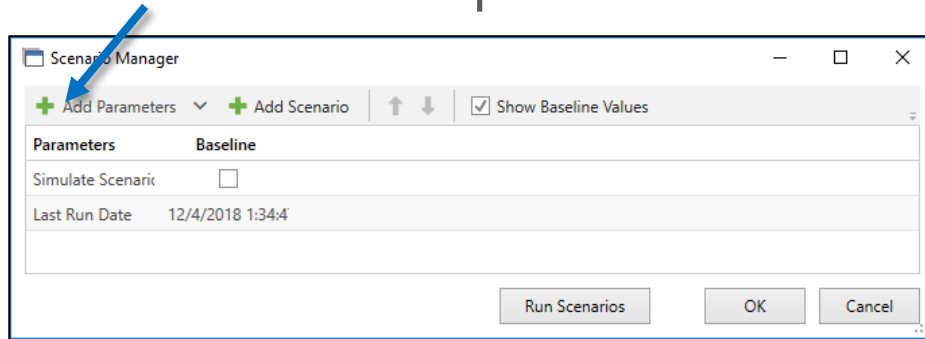 Scenario Manager
Add Parameters Add Scenario Show Baseline Values
Parameters Baseline
Simulate Scenaric
Last Run Date 12/4/2018 1:34:4
Run Scenarios OK Cancel